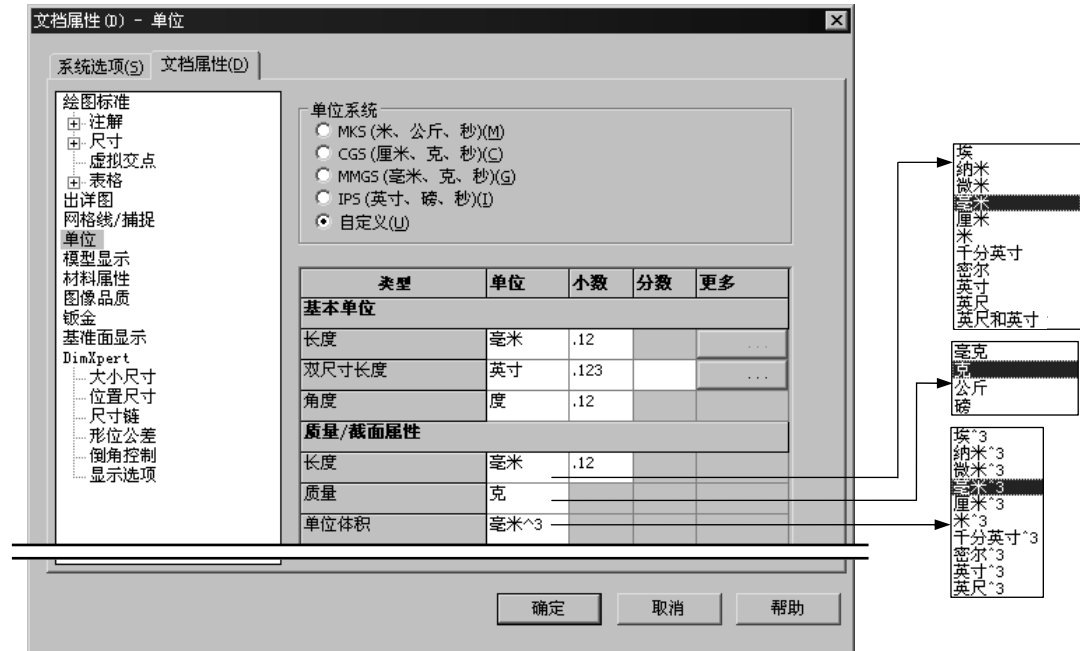 文档属性(D) - 单位
系统选项(S) 文档属性(D)
绘图标准
注解
尺寸
虚拟交点
表格
出详图
网格线/捕捉
单位
模型显示
材料属性
图像品质
钣金
基准面显示
DimXpert
大小尺寸
位置尺寸
尺寸链
形位公差
倒角控制
显示选项
单位系统
MKS (米、公斤、秒)(M)
CGS (厘米、克、秒)(C)
MMGS (毫米、克、秒)(G)
IPS (英寸、磅、秒)(I)
自定义(U)
类型 单位 小数 分数 更多
基本单位
长度 毫米 .12 ...
双尺寸长度 英寸 .123 ...
角度 度 .12
质量/截面属性
长度 毫米 .12
质量 克
单位体积 毫米^3
确定 取消 帮助
埃
纳米
微米
毫米
厘米
米
千分英寸
密尔
英寸
英尺
英尺和英寸
毫克
克
公斤
磅
埃^3
纳米^3
微米^3
毫米^3
厘米^3
米^3
千分英寸^3
密尔^3
英寸^3
英尺^3